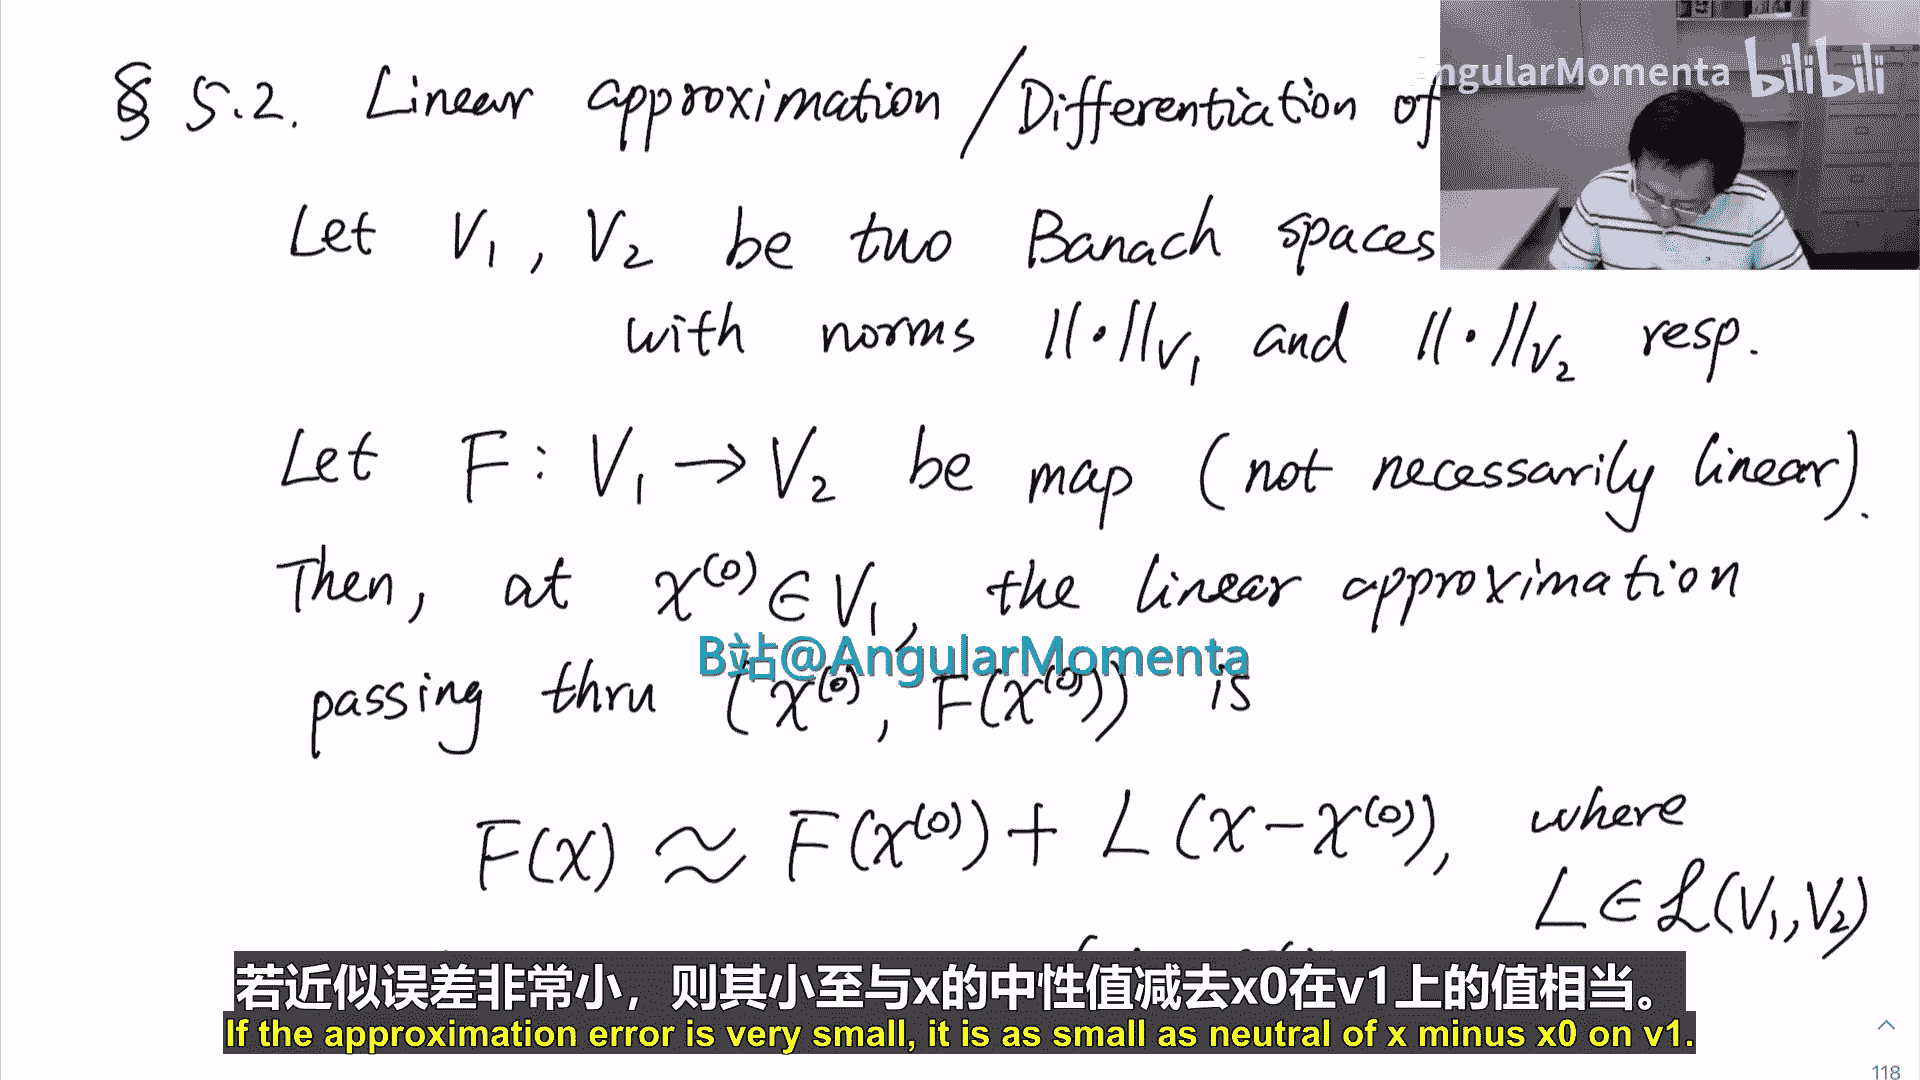 § 5.2. Linear approximation / Differentiation of
Let V₁, V₂ be two Banach spaces
with norms ‖·‖_V₁ and ‖·‖_V₂ resp.
Let F : V₁ → V₂ be map (not necessarily linear).
Then, at x⁽⁰⁾ ∈ V₁, the linear approximation
passing thru (x⁽⁰⁾, F(x⁽⁰⁾) is
F(x) ≈ F(x⁽⁰⁾) + L(x − x⁽⁰⁾), where
L ∈ ℒ(V₁, V₂)
ngularMomenta bilibili
B站@AngularMomenta
若近似误差非常小，则其小至与x的中性值减去x0在v1上的值相当。
If the approximation error is very small, it is as small as neutral of x minus x0 on v1.
118